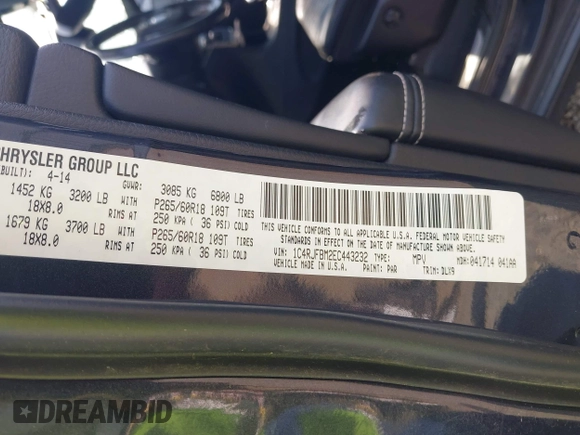 CHRYSLER GROUP LLC
(BUILT): 4-14 GVWR: 3085 KG 6800 LB
1452 KG 3200 LB P265/60R18 109T TIRES
18X8.0 RIMS AT 250 KPA ( 36 PSI) COLD
1679 KG 3700 LB WITH P265/60R18 109T TIRES
18X8.0 RIMS AT 250 KPA ( 36 PSI) COLD
THIS VEHICLE CONFORMS TO ALL APPLICABLE U.S.A. FEDERAL MOTOR VEHICLE SAFETY
STANDARDS IN EFFECT ON THE DATE OF MANUFACTURE SHOWN ABOVE.
VIN: 1C4RJFBM2EC443232 TYPE: MPV MDH: 041714 041AA
VEHICLE MADE IN U.S.A. PAINT: PAR TRIM: DLX9
DREAMBID